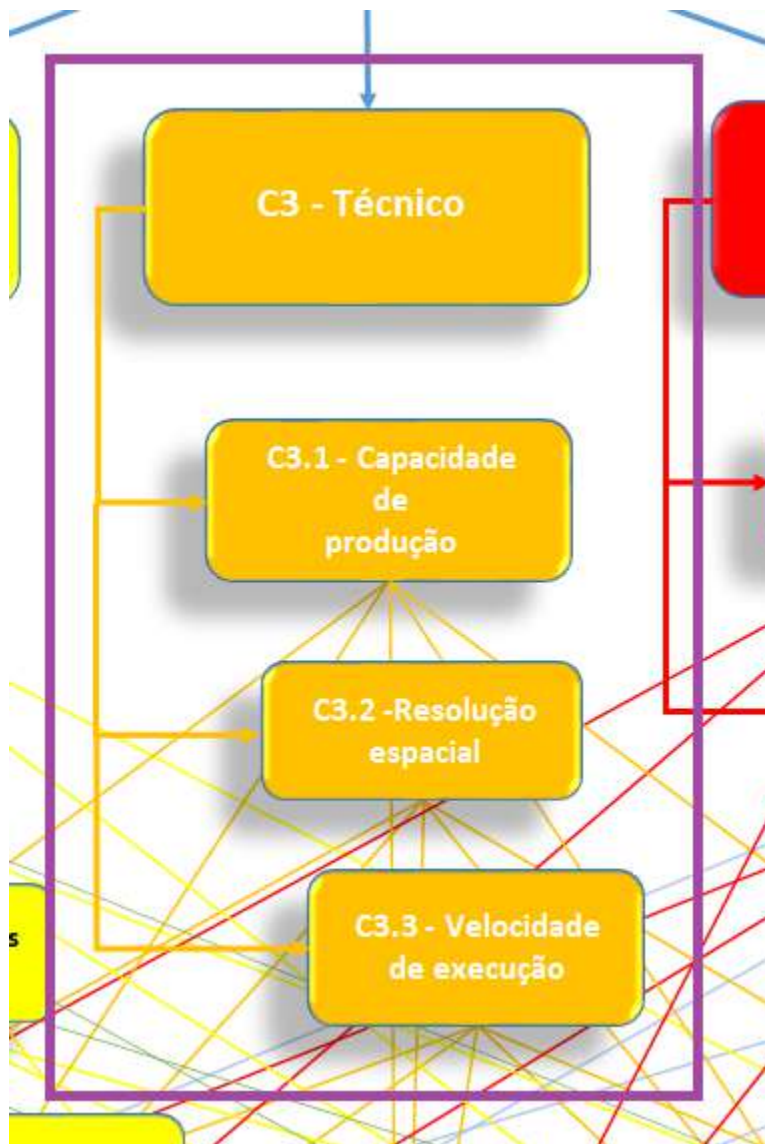 C3 - Técnico
C3.1 - Capacidade
de
produção
C3.2 -Resolução
espacial
s
C3.3 - Velocidade
de execução